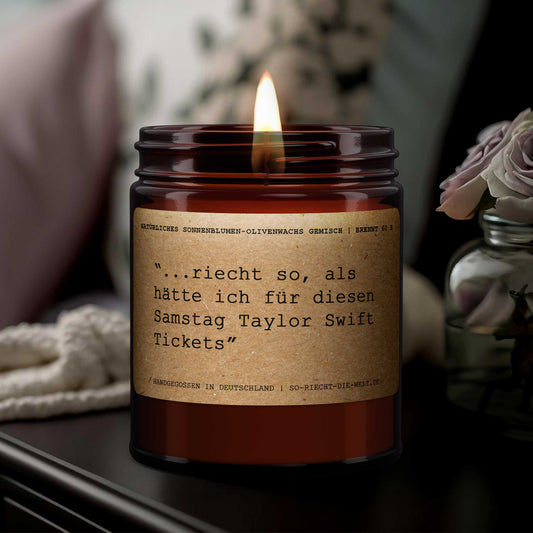 NATÜRLICHES SONNENBLUMEN-OLIVENWACHS GEMISCH | BRENNT 60 S
“...riecht so, als
hätte ich für diesen
Samstag Taylor Swift
Tickets”
/HANDGEGOSSEN IN DEUTSCHLAND | SO-RIECHT-DIE-WELT.DE